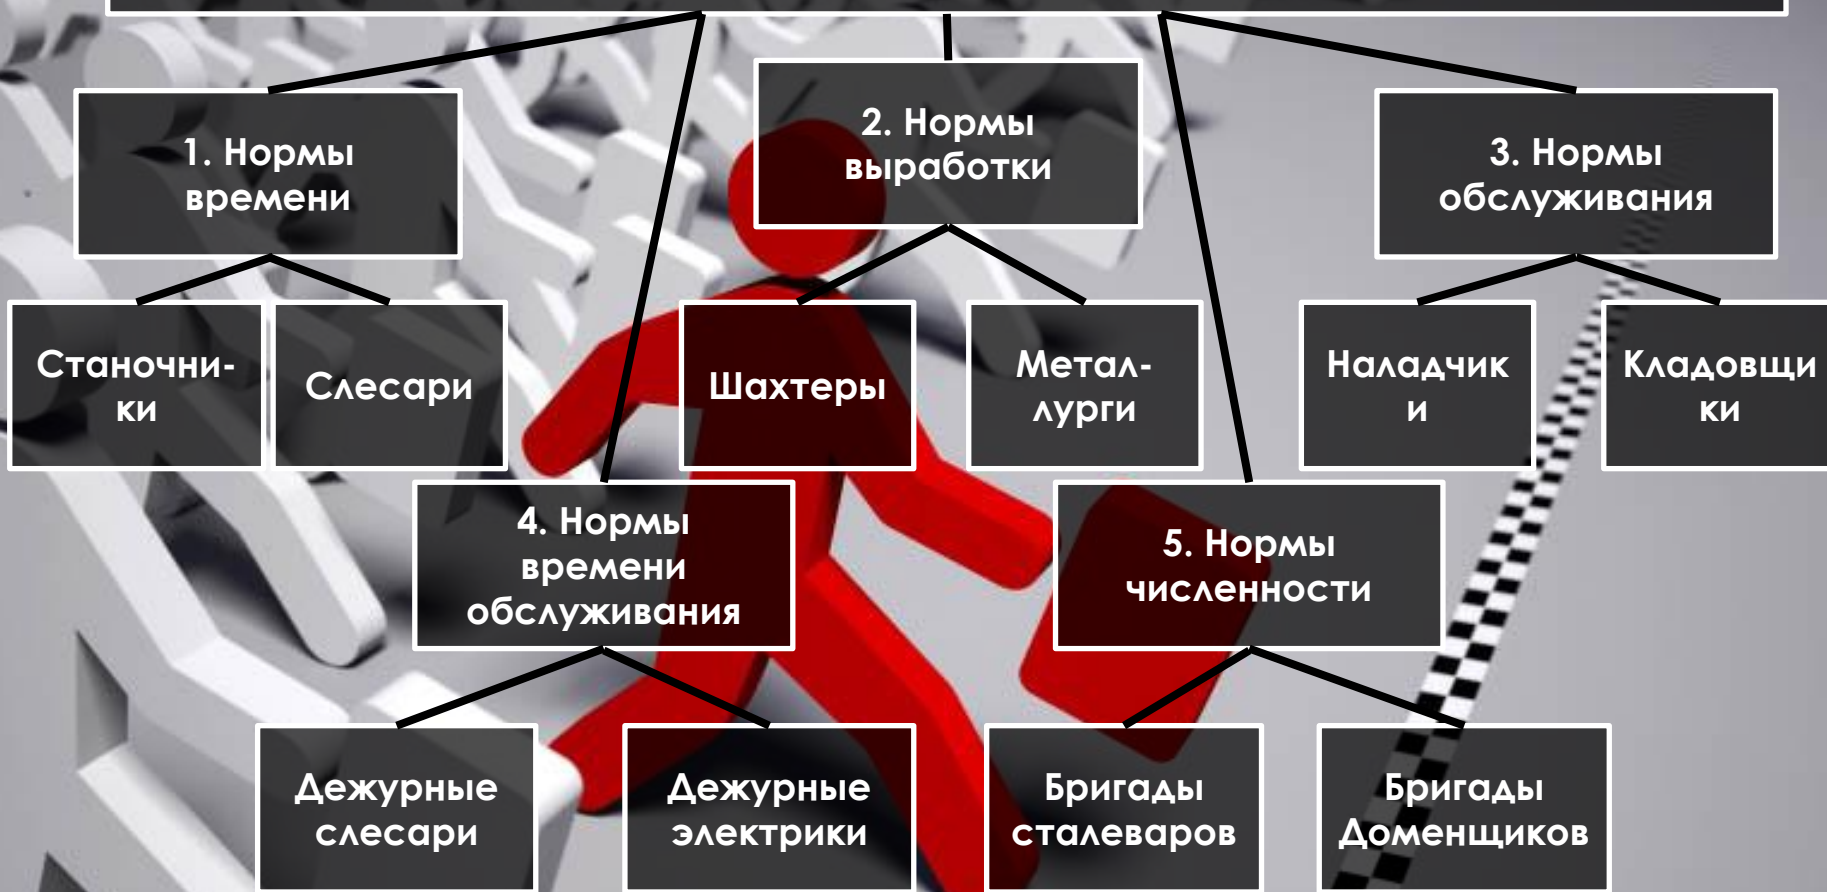 1. Нормы
времени
2. Нормы
выработки
3. Нормы
обслуживания
Станочни-
ки
Слесари
Шахтеры
Метал-
лурги
Наладчик
и
Кладовщи
ки
4. Нормы
времени
обслуживания
5. Нормы
численности
Дежурные
слесари
Дежурные
электрики
Бригады
сталеваров
Бригады
Доменщиков